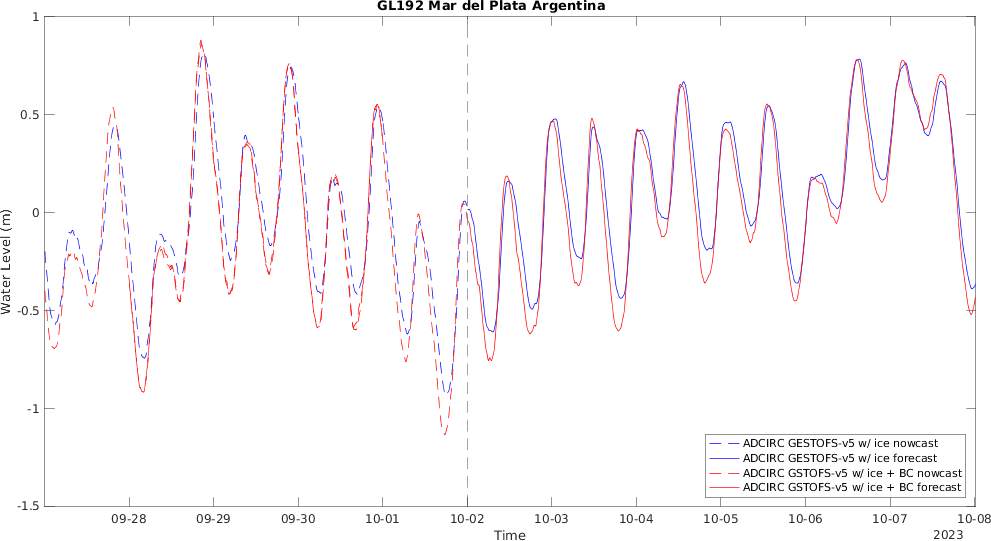 GL192 Mar del Plata Argentina
1
0.5
0
-0.5
-1
-1.5
Water Level (m)
ADCIRC GESTOFS-v5 w/ ice nowcast
ADCIRC GESTOFS-v5 w/ ice forecast
ADCIRC GSTOFS-v5 w/ ice + BC nowcast
ADCIRC GSTOFS-v5 w/ ice + BC forecast
09-28 09-29 09-30 10-01 10-02 10-03 10-04 10-05 10-06 10-07 10-08
Time
2023